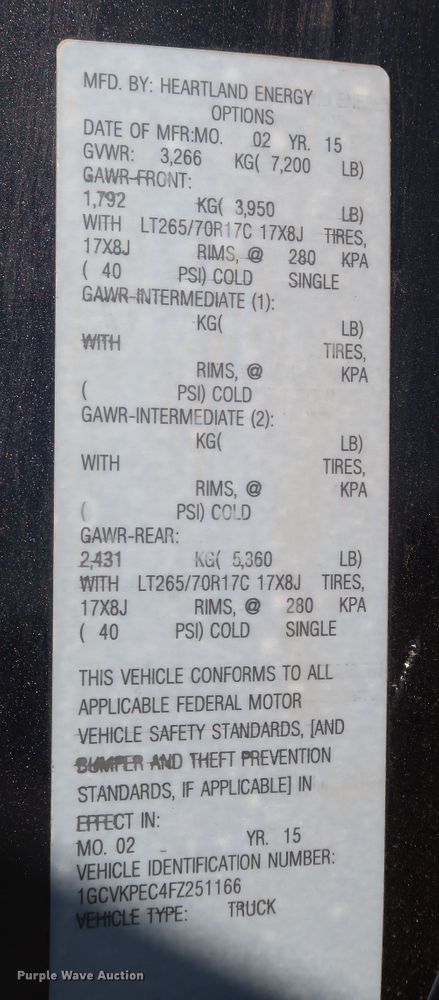 MFD. BY: HEARTLAND ENERGY
OPTIONS
DATE OF MFR:MO. 02 YR. 15
GVWR: 3,266 KG( 7,200 LB)
GAWR-FRONT:
1,792 KG( 3,950 LB)
WITH LT265/70R17C 17X8J TIRES,
17X8J RIMS, @ 280 KPA
( 40 PSI) COLD SINGLE
GAWR-INTERMEDIATE (1):
KG( LB)
WITH TIRES,
RIMS, @ KPA
( PSI) COLD
GAWR-INTERMEDIATE (2):
KG( LB)
WITH TIRES,
RIMS, @ KPA
( PSI) COLD
GAWR-REAR:
2,431 KG( 5,360 LB)
WITH LT265/70R17C 17X8J TIRES,
17X8J RIMS, @ 280 KPA
( 40 PSI) COLD SINGLE
THIS VEHICLE CONFORMS TO ALL
APPLICABLE FEDERAL MOTOR
VEHICLE SAFETY STANDARDS, [AND
BUMPER AND THEFT PREVENTION
STANDARDS, IF APPLICABLE] IN
EFFECT IN:
MO. 02 YR. 15
VEHICLE IDENTIFICATION NUMBER:
1GCVKPEC4FZ251166
VEHICLE TYPE: TRUCK
Purple Wave Auction